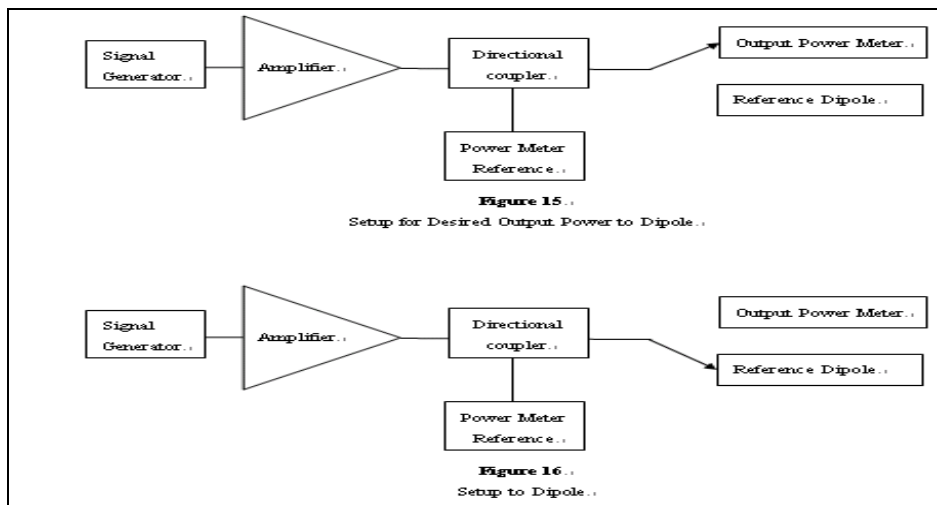 Signal
Generator
Amplifier
Directional
coupler
Output Power Meter
Reference Dipole
Power Meter
Reference
Figure 15
Setup for Desired Output Power to Dipole
Signal
Generator
Amplifier
Directional
coupler
Output Power Meter
Reference Dipole
Power Meter
Reference
Figure 16
Setup to Dipole